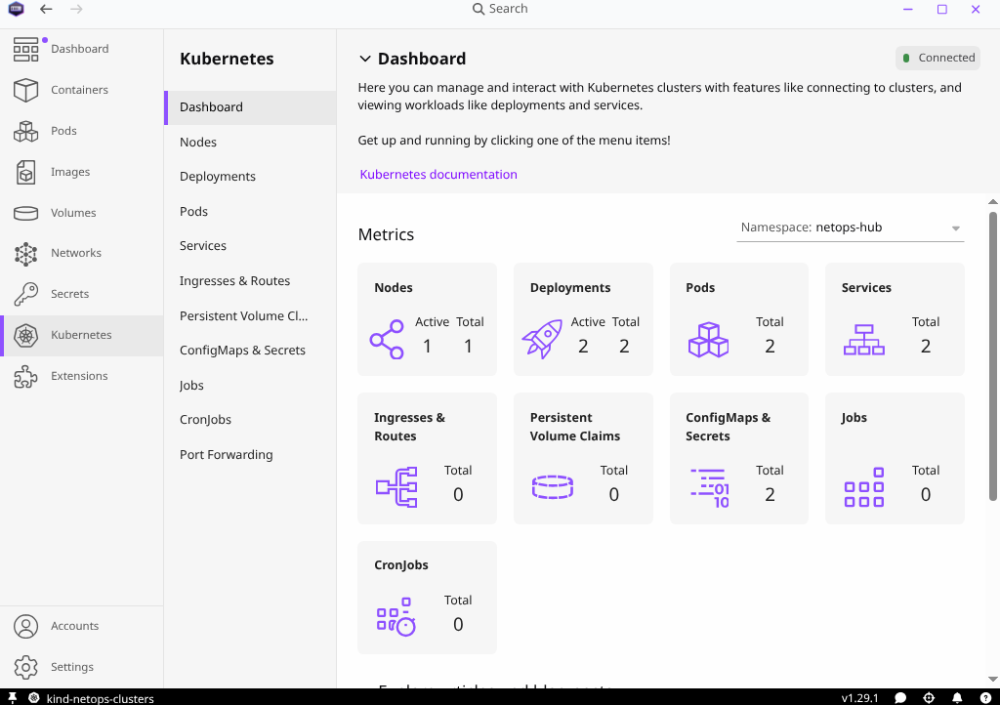 Search
Dashboard
Containers
Pods
Images
Volumes
Networks
Secrets
Kubernetes
Extensions
Accounts
Settings
Kubernetes
Dashboard
Nodes
Deployments
Pods
Services
Ingresses & Routes
Persistent Volume Cl...
ConfigMaps & Secrets
Jobs
CronJobs
Port Forwarding
Dashboard
Connected
Here you can manage and interact with Kubernetes clusters with features like connecting to clusters, and
viewing workloads like deployments and services.
Get up and running by clicking one of the menu items!
Kubernetes documentation
Metrics
Namespace: netops-hub
Nodes
Active Total
1 1
Deployments
Active Total
2 2
Pods
Total
2
Services
Total
2
Ingresses &
Routes
Total
0
Persistent
Volume Claims
Total
0
ConfigMaps &
Secrets
Total
2
Jobs
Total
0
CronJobs
Total
0
kind-netops-clusters
v1.29.1